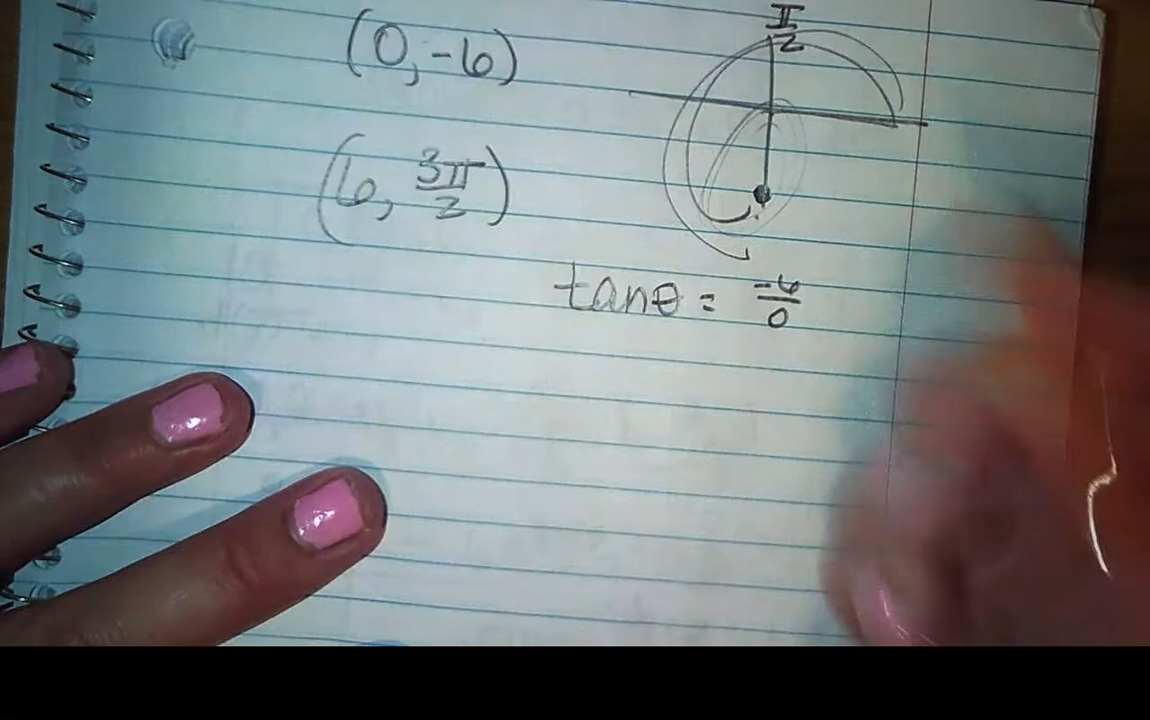 (0, -6)
π/2
(6, 3π/2)
tanθ = -6/0